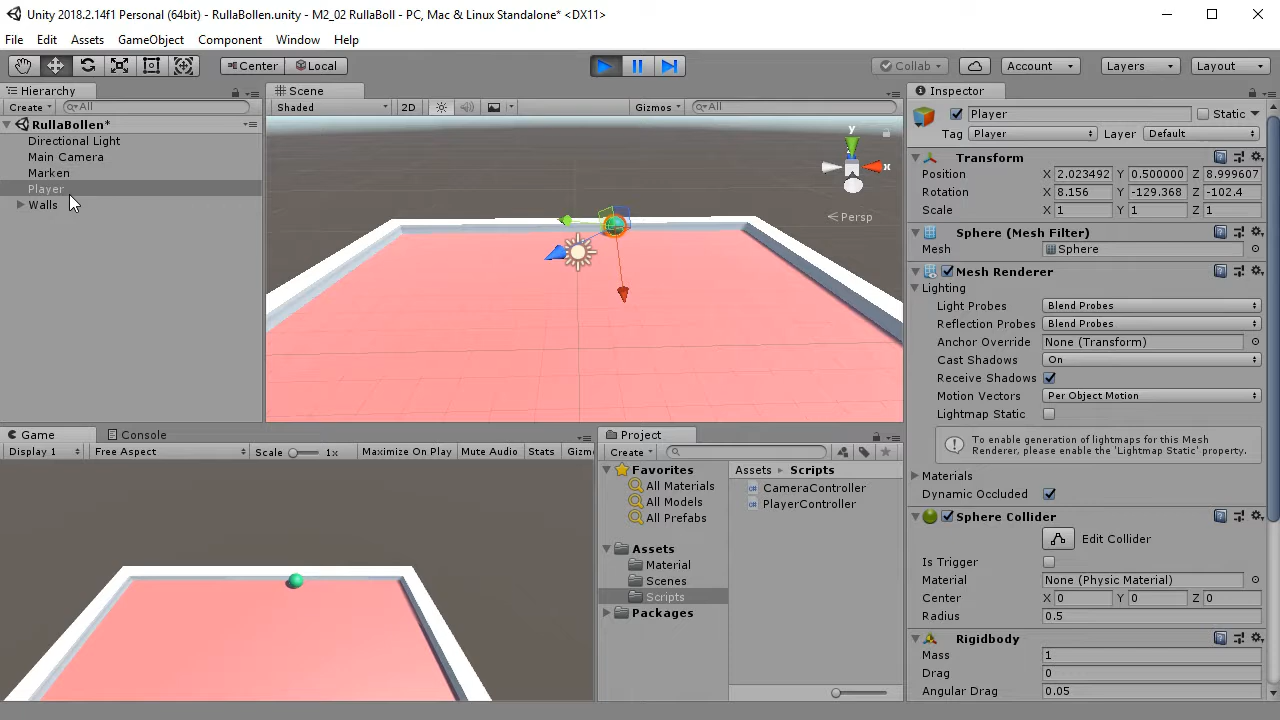 Unity 2018.2.14f1 Personal (64bit) - RullaBollen.unity - M2_02 RullaBoll - PC, Mac & Linux Standalone* <DX11>
File Edit Assets GameObject Component Window Help
Center Local Collab Account Layers Layout
Hierarchy
Create All
RullaBollen*
Directional Light
Main Camera
Marken
Player
Walls
Scene
Shaded 2D Gizmos All
y
x
Persp
Inspector
Player Static
Tag Player Layer Default
Transform
Position X 2.023492 Y 0.500000 Z 8.999607
Rotation X 8.156 Y -129.368 Z -102.4
Scale X 1 Y 1 Z 1
Sphere (Mesh Filter)
Mesh Sphere
Mesh Renderer
Lighting
Light Probes Blend Probes
Reflection Probes Blend Probes
Anchor Override None (Transform)
Cast Shadows On
Receive Shadows
Motion Vectors Per Object Motion
Lightmap Static
To enable generation of lightmaps for this Mesh
Renderer, please enable the 'Lightmap Static' property.
Materials
Dynamic Occluded
Sphere Collider
Edit Collider
Is Trigger
Material None (Physic Material)
Center X 0 Y 0 Z 0
Radius 0.5
Rigidbody
Mass 1
Drag 0
Angular Drag 0.05
Game Console
Display 1 Free Aspect Scale 1x Maximize On Play Mute Audio Stats Gizm
Project
Create
Favorites
All Materials
All Models
All Prefabs
Assets
Material
Scenes
Scripts
Packages
Assets Scripts
CameraController
PlayerController